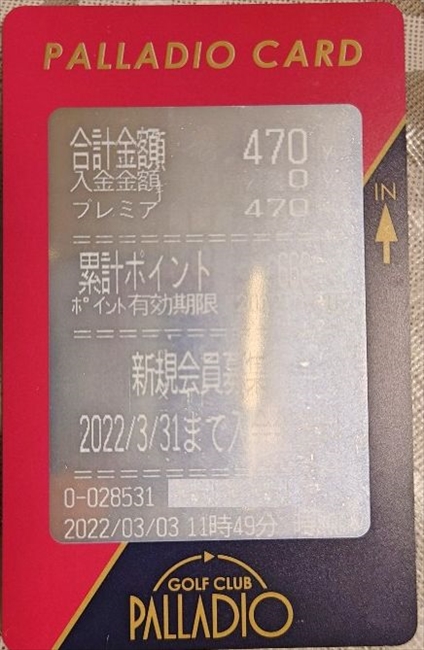 PALLADIO CARD
合計金額 470
入金金額 0
プレミア 470
IN
累計ポイント
ポイント有効期限
新規会員募集
2022/3/31まで入会
0-028531
2022/03/03 11時49分
GOLF CLUB
PALLADIO